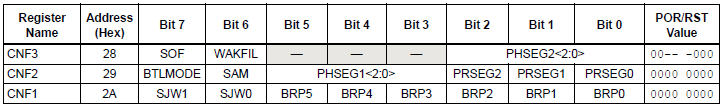 Register Name Address (Hex) Bit 7 Bit 6 Bit 5 Bit 4 Bit 3 Bit 2 Bit 1 Bit 0 POR/RST Value
CNF3 28 SOF WAKFIL — — — PHSEG2<2:0> 00-- -000
CNF2 29 BTLMODE SAM PHSEG1<2:0> PRSEG2 PRSEG1 PRSEG0 0000 0000
CNF1 2A SJW1 SJW0 BRP5 BRP4 BRP3 BRP2 BRP1 BRP0 0000 0000